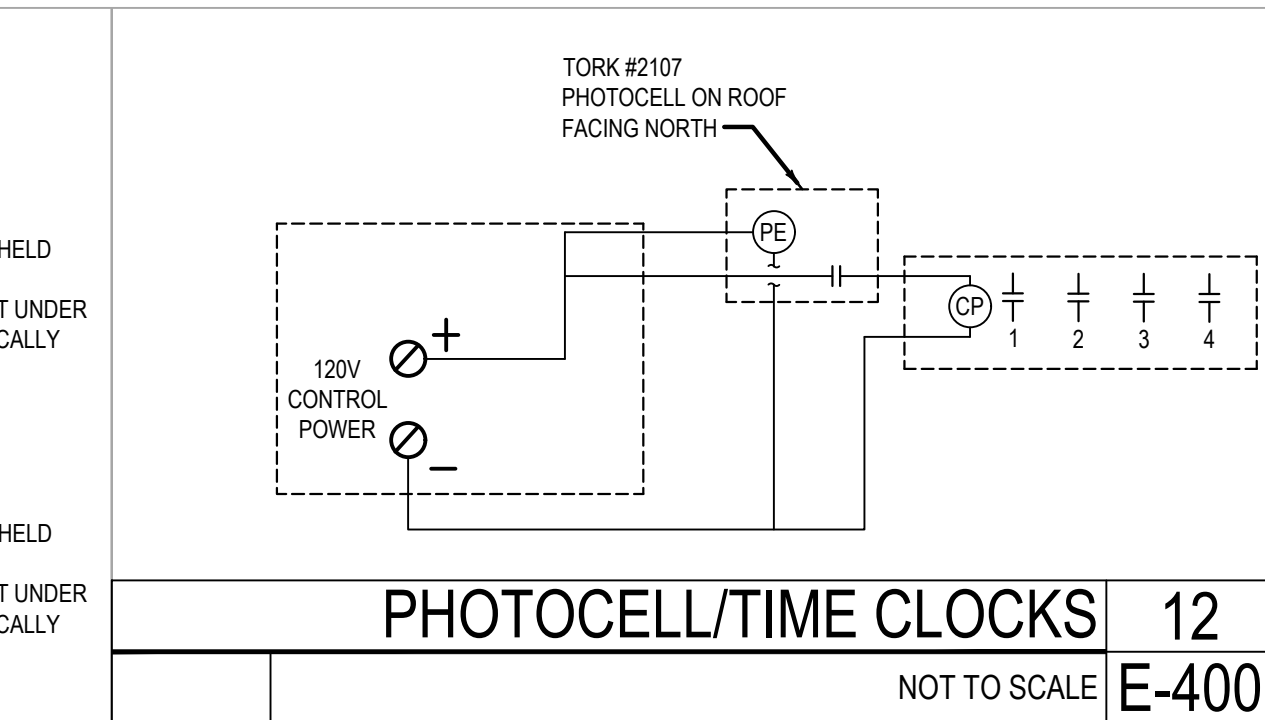 HELD
T UNDER
CALLY
HELD
T UNDER
CALLY
TORK #2107
PHOTOCELL ON ROOF
FACING NORTH
PE
CP
1 2 3 4
+
120V
CONTROL
POWER
–
PHOTOCELL/TIME CLOCKS 12
NOT TO SCALE E-400